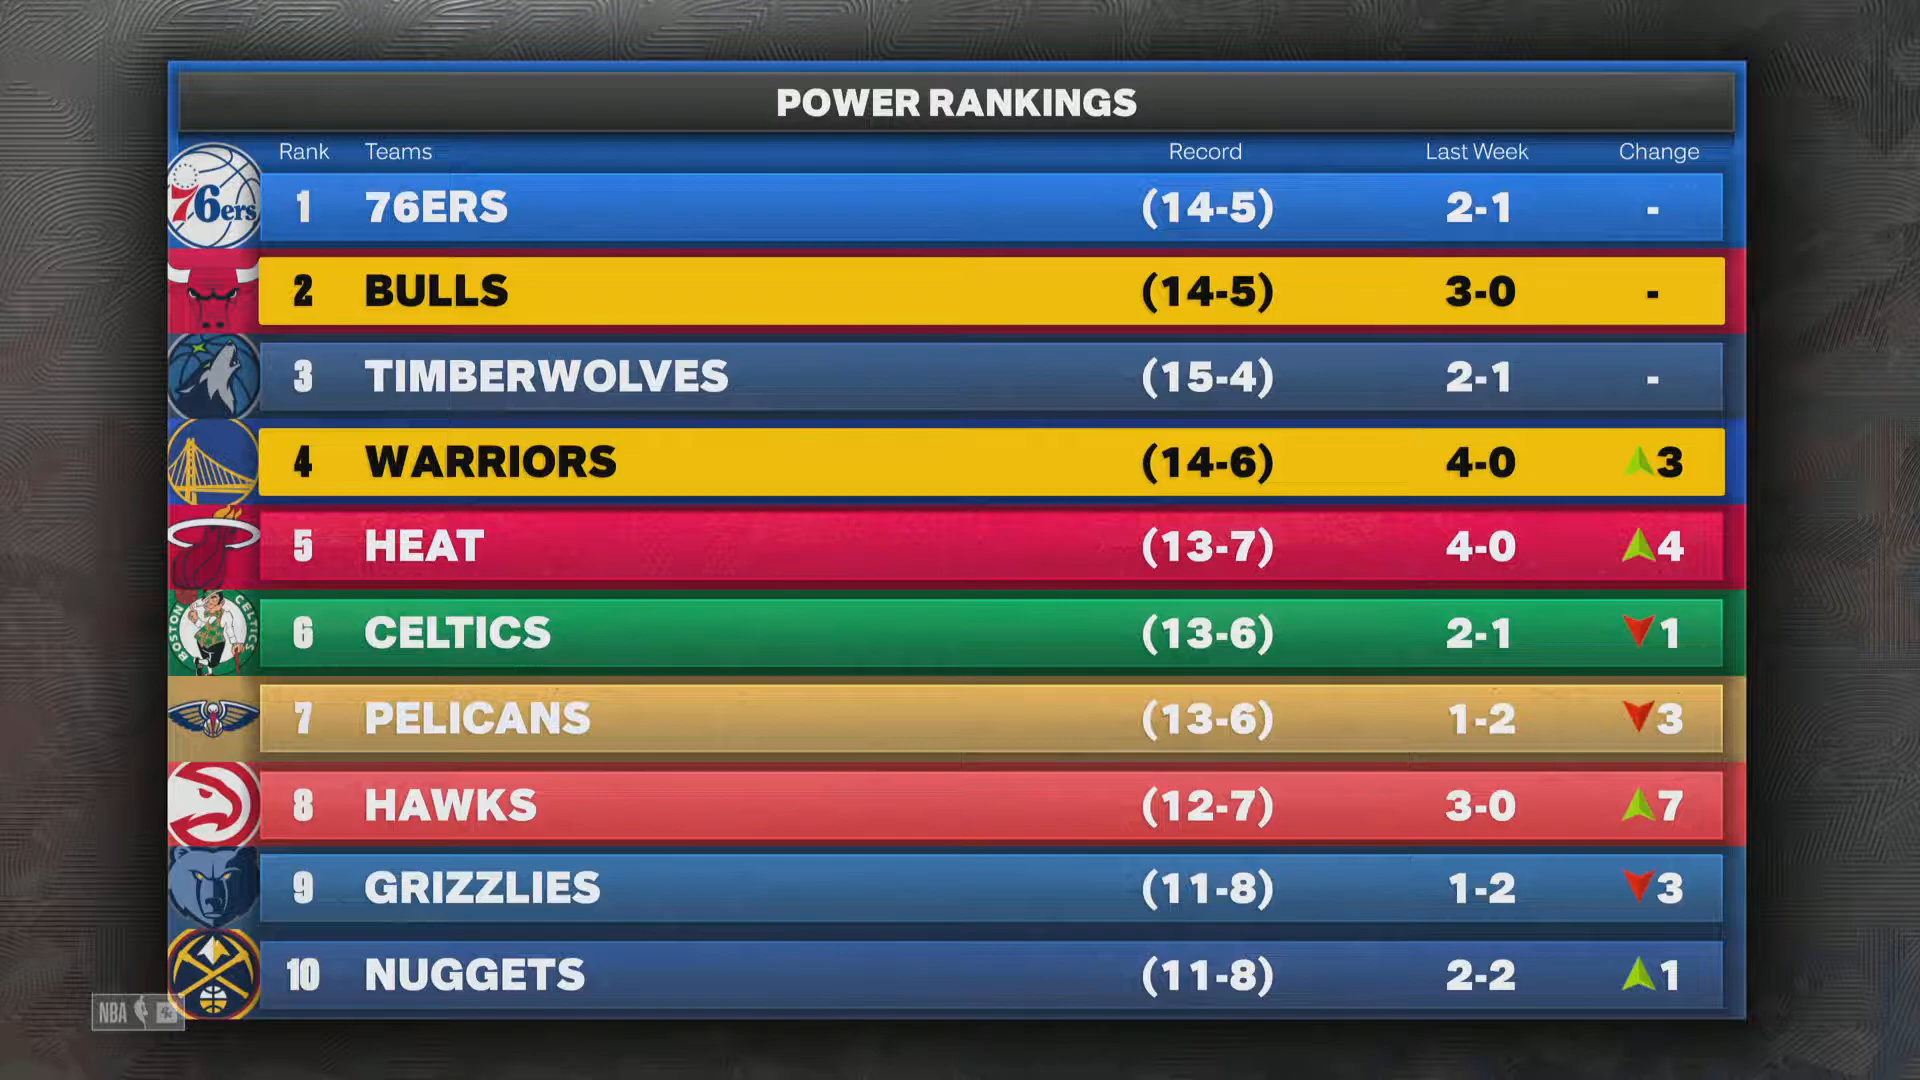 POWER RANKINGS
Rank Teams Record Last Week Change
76ers 1 76ERS (14-5) 2-1 -
2 BULLS (14-5) 3-0 -
3 TIMBERWOLVES (15-4) 2-1 -
4 WARRIORS (14-6) 4-0 3
5 HEAT (13-7) 4-0 4
BOSTON CELTICS 6 CELTICS (13-6) 2-1 1
7 PELICANS (13-6) 1-2 3
8 HAWKS (12-7) 3-0 7
9 GRIZZLIES (11-8) 1-2 3
10 NUGGETS (11-8) 2-2 1
NBA 2K